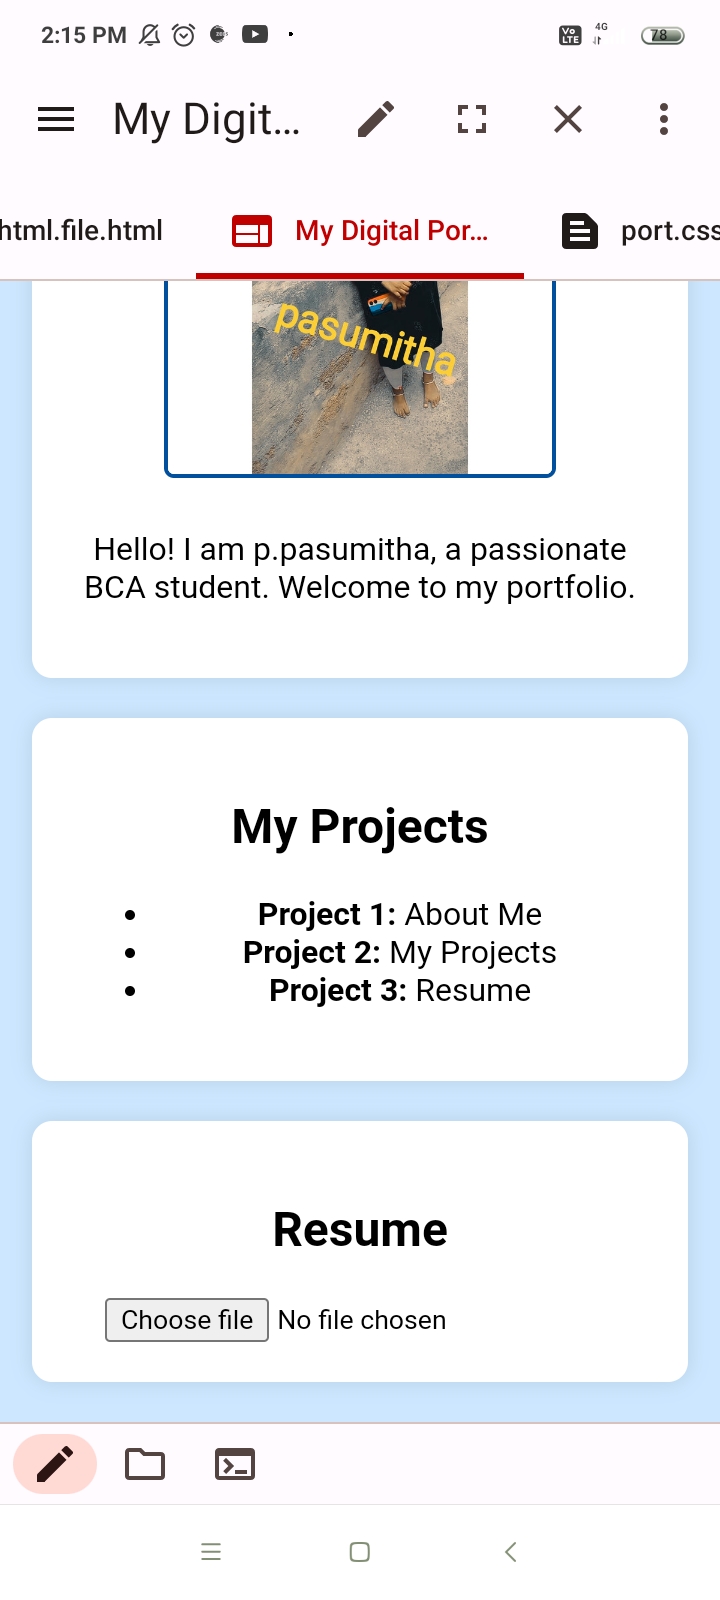 2:15 PM
Vo LTE
4G
78
My Digit...
html.file.html
My Digital Por...
port.css
pasumitha
Hello! I am p.pasumitha, a passionate
BCA student. Welcome to my portfolio.
My Projects
Project 1: About Me
Project 2: My Projects
Project 3: Resume
Resume
Choose file No file chosen